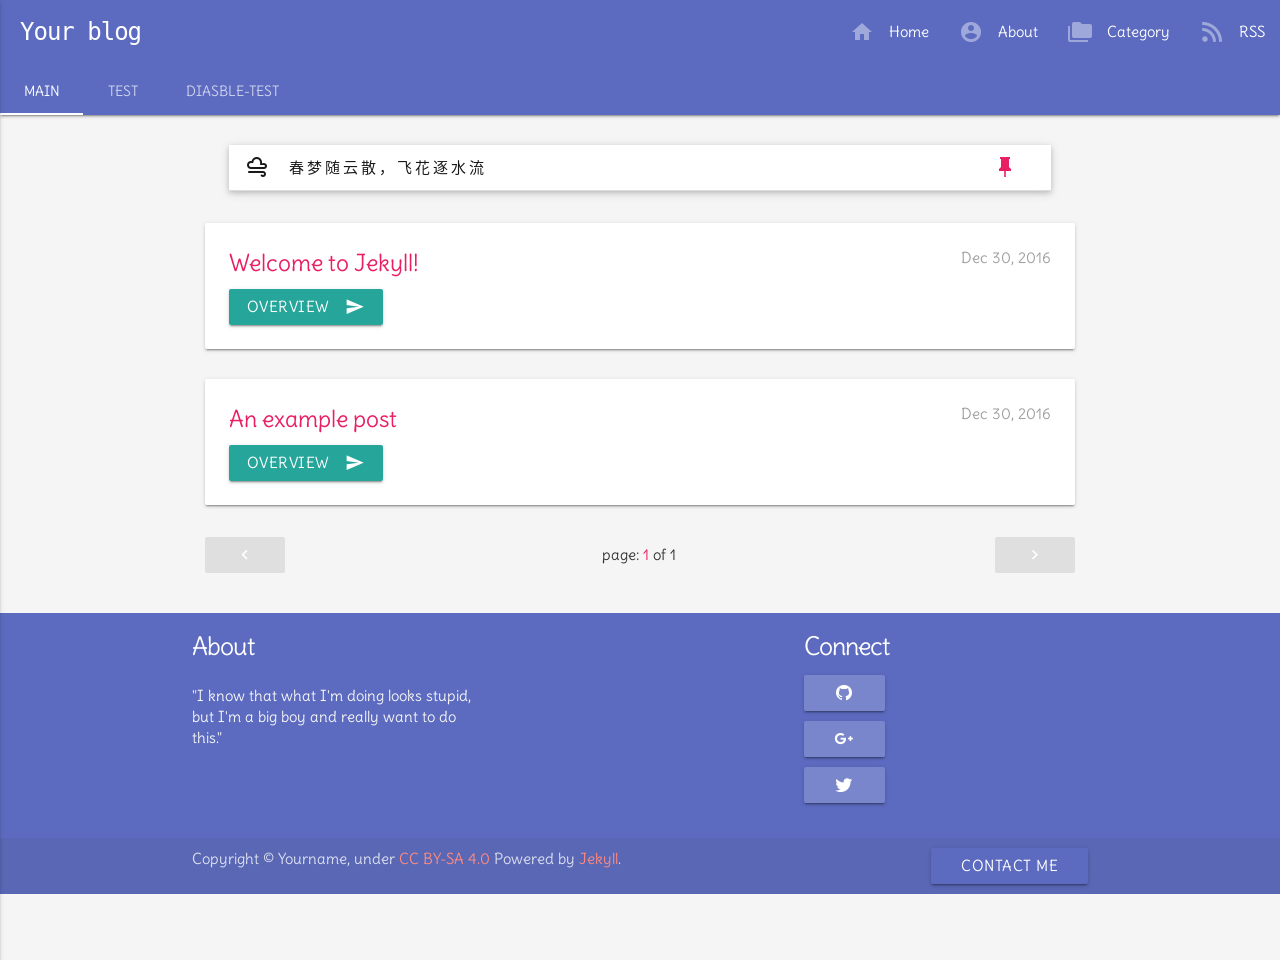 Your blog
Home
About
Category
RSS
MAIN
TEST
DIASBLE-TEST
春梦随云散，飞花逐水流
Welcome to Jekyll!
Dec 30, 2016
OVERVIEW
An example post
Dec 30, 2016
OVERVIEW
page: 1 of 1
About
"I know that what I'm doing looks stupid,
but I'm a big boy and really want to do
this."
Connect
Copyright © Yourname, under CC BY-SA 4.0 Powered by Jekyll.
CONTACT ME